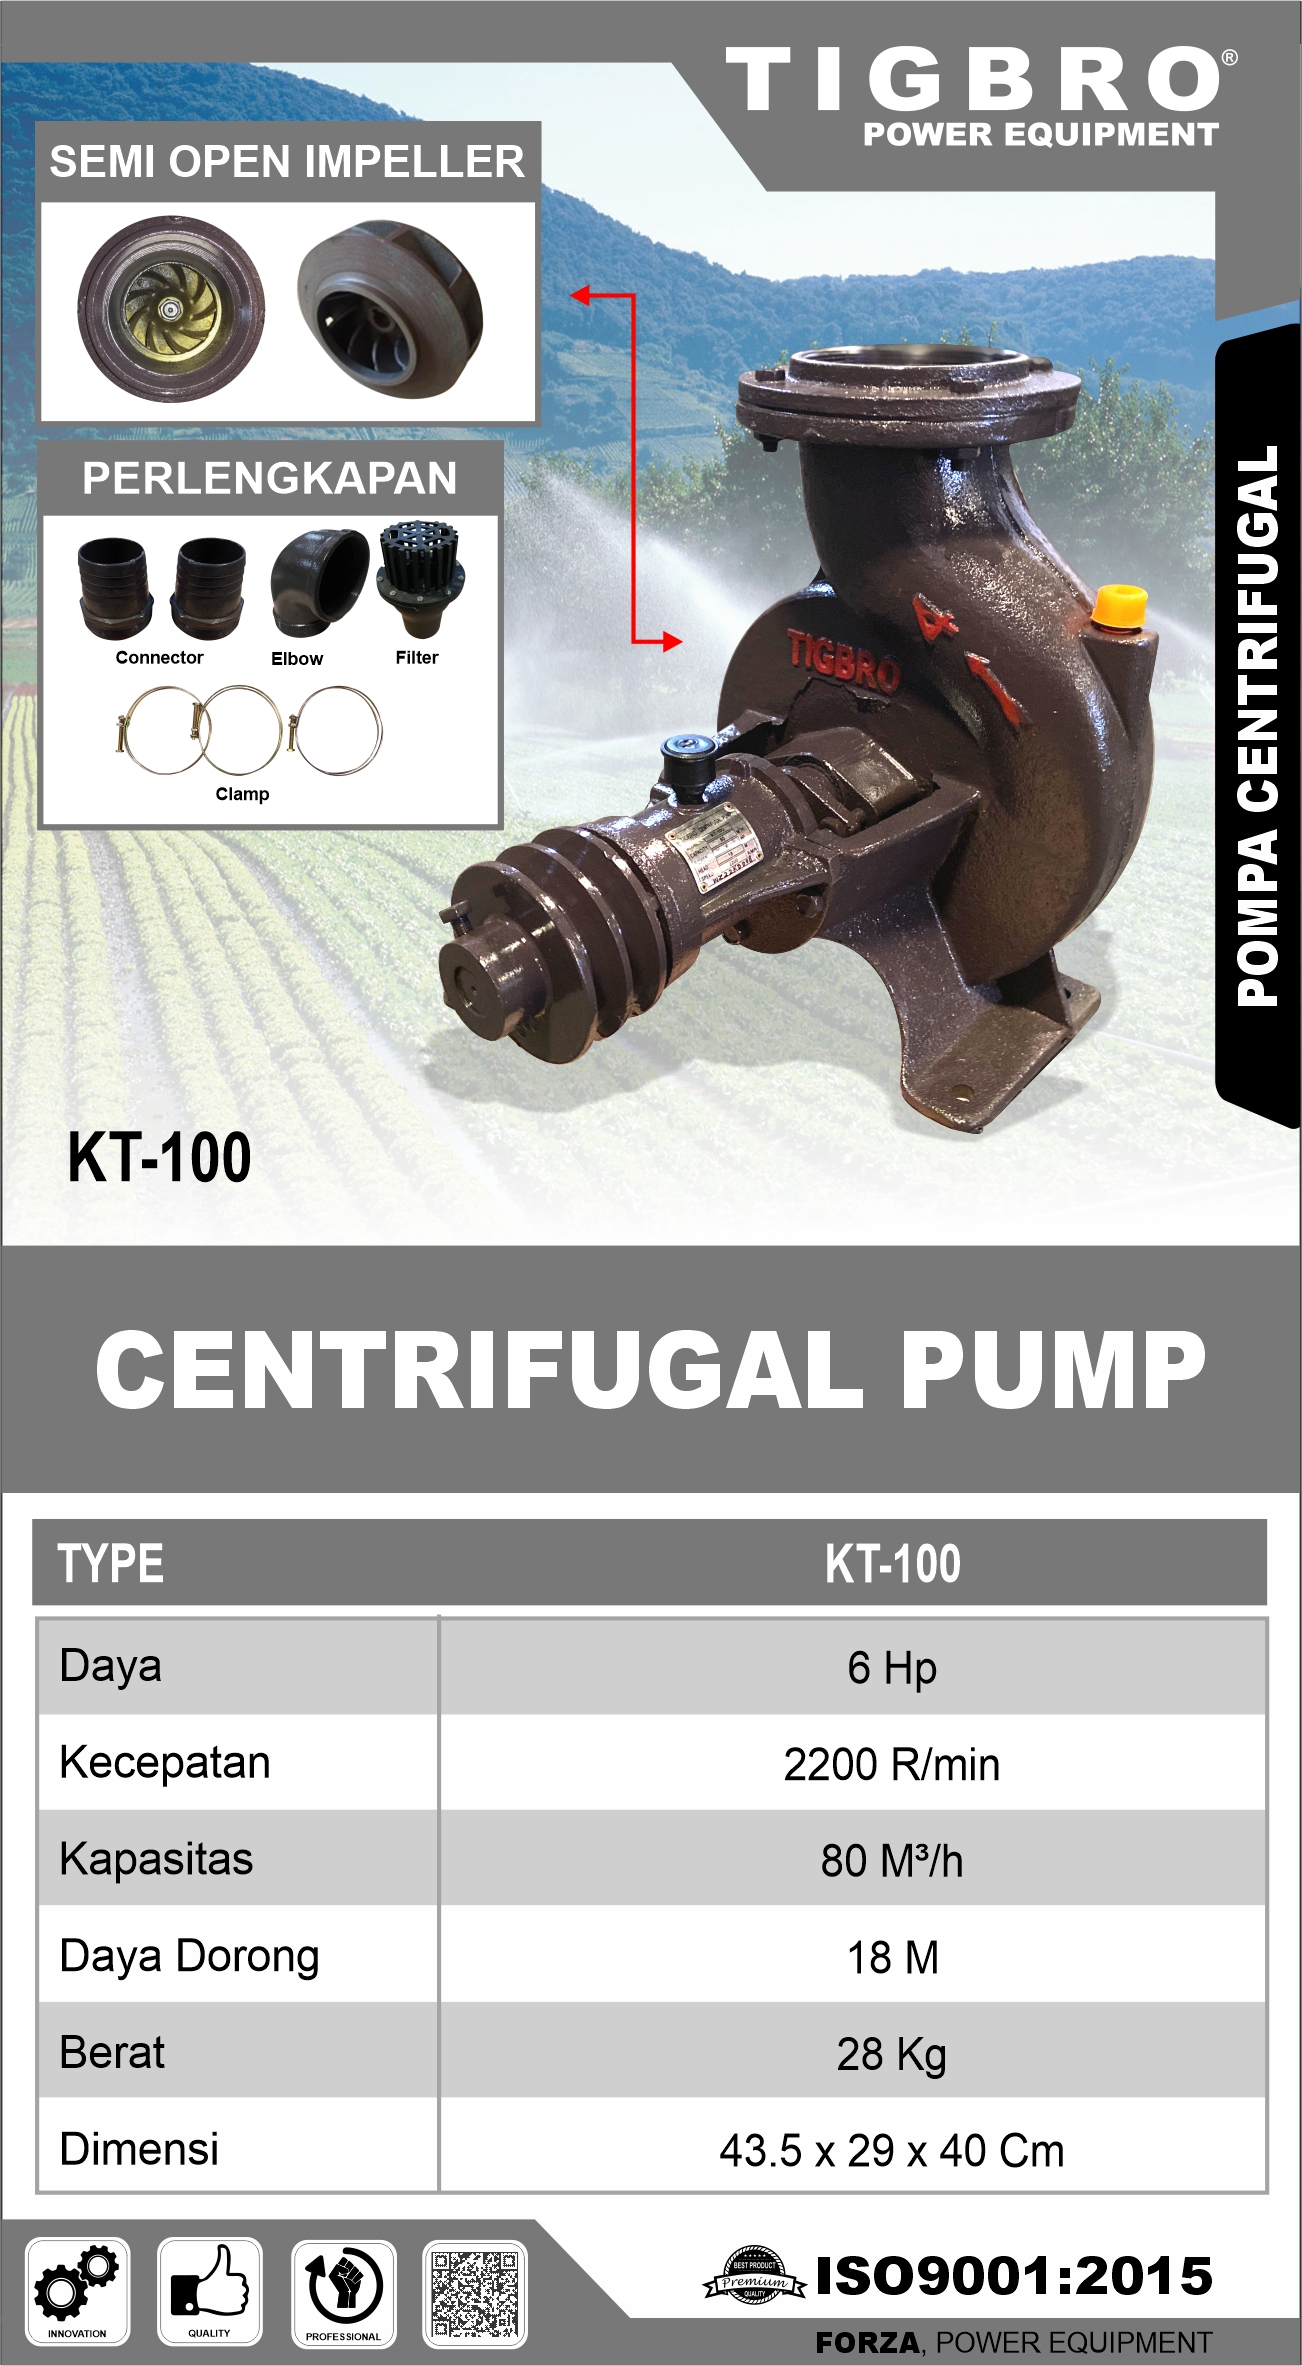 TIGBRO®
POWER EQUIPMENT
SEMI OPEN IMPELLER
PERLENGKAPAN
Connector
Elbow
Filter
Clamp
TIGBRO
POMPA CENTRIFUGAL
KT-100
CENTRIFUGAL PUMP
TYPE KT-100
Daya 6 Hp
Kecepatan 2200 R/min
Kapasitas 80 M³/h
Daya Dorong 18 M
Berat 28 Kg
Dimensi 43.5 x 29 x 40 Cm
INNOVATION
QUALITY
PROFESSIONAL
BEST PRODUCT
Premium
QUALITY
ISO9001:2015
FORZA, POWER EQUIPMENT